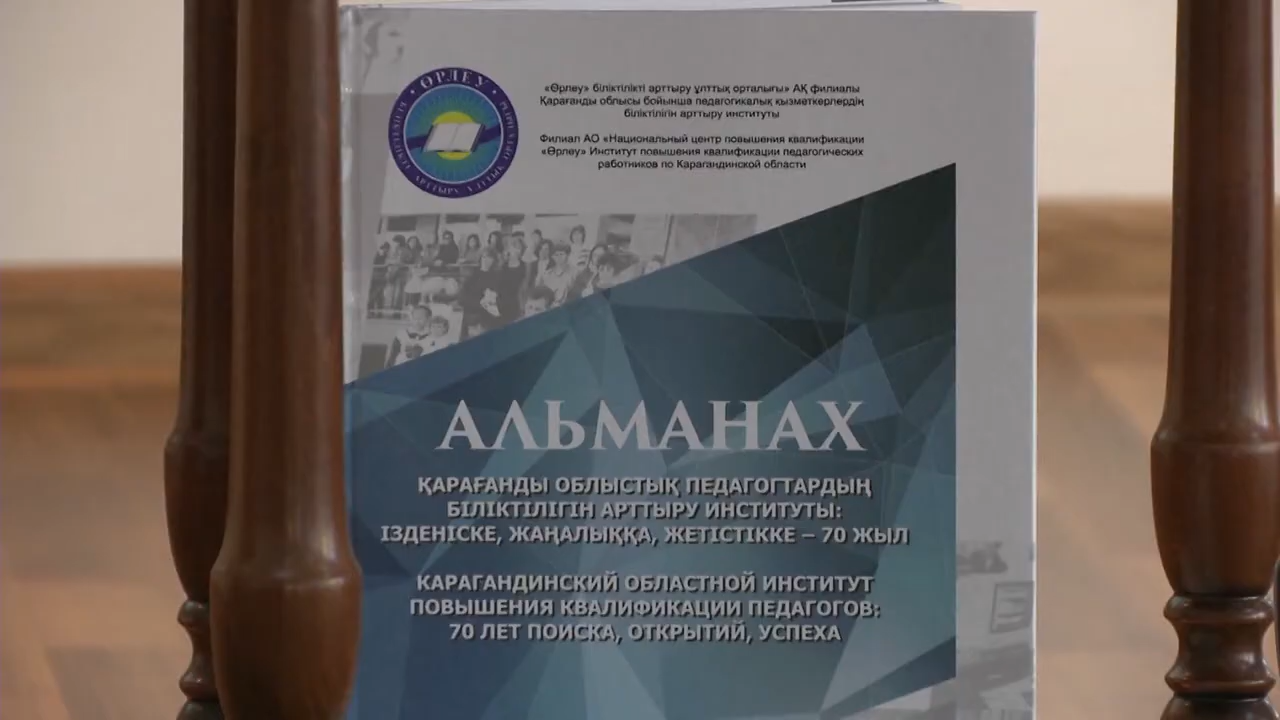 ӨРЛЕУ
«Өрлеу» біліктілікті арттыру ұлттық орталығы» АҚ филиалы
Қарағанды облысы бойынша педагогикалық қызметкерлердің
біліктілігін арттыру институты
Филиал АО «Национальный центр повышения квалификации
«Өрлеу» Институт повышения квалификации педагогических
работников по Карагандинской области
АЛЬМАНАХ
ҚАРАҒАНДЫ ОБЛЫСТЫҚ ПЕДАГОГТАРДЫҢ
БІЛІКТІЛІГІН АРТТЫРУ ИНСТИТУТЫ:
ІЗДЕНІСКЕ, ЖАҢАЛЫҚҚА, ЖЕТІСТІККЕ – 70 ЖЫЛ
КАРАГАНДИНСКИЙ ОБЛАСТНОЙ ИНСТИТУТ
ПОВЫШЕНИЯ КВАЛИФИКАЦИИ ПЕДАГОГОВ:
70 ЛЕТ ПОИСКА, ОТКРЫТИЙ, УСПЕХА